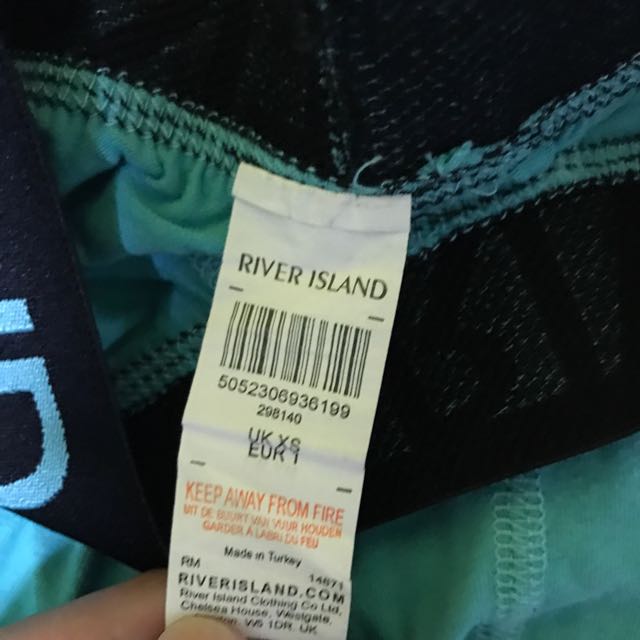 RIVER ISLAND
5052306936199
298140
UK XS
EUR 1
KEEP AWAY FROM FIRE
UIT DE BUURT VAN VUUR HOUDEN
GARDER À L'ABRI DU FEU
Made in Turkey
RM 14671
RIVERISLAND.COM
River Island Clothing Co Ltd,
Chelsea House, Westgate,
W5 1DR, UK